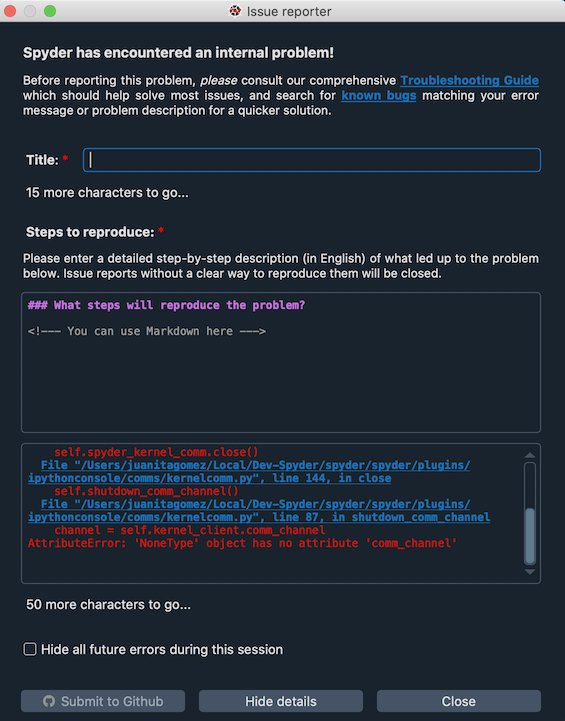 Issue reporter
Spyder has encountered an internal problem!
Before reporting this problem, please consult our comprehensive Troubleshooting Guide
which should help solve most issues, and search for known bugs matching your error
message or problem description for a quicker solution.
Title: *
15 more characters to go...
Steps to reproduce: *
Please enter a detailed step-by-step description (in English) of what led up to the problem
below. Issue reports without a clear way to reproduce them will be closed.
### What steps will reproduce the problem?
<!--- You can use Markdown here --->
self.spyder_kernel_comm.close()
File "/Users/juanitagomez/Local/Dev-Spyder/spyder/spyder/plugins/
ipythonconsole/comms/kernelcomm.py", line 144, in close
self.shutdown_comm_channel()
File "/Users/juanitagomez/Local/Dev-Spyder/spyder/spyder/plugins/
ipythonconsole/comms/kernelcomm.py", line 87, in shutdown_comm_channel
channel = self.kernel_client.comm_channel
AttributeError: 'NoneType' object has no attribute 'comm_channel'
50 more characters to go...
Hide all future errors during this session
Submit to Github
Hide details
Close